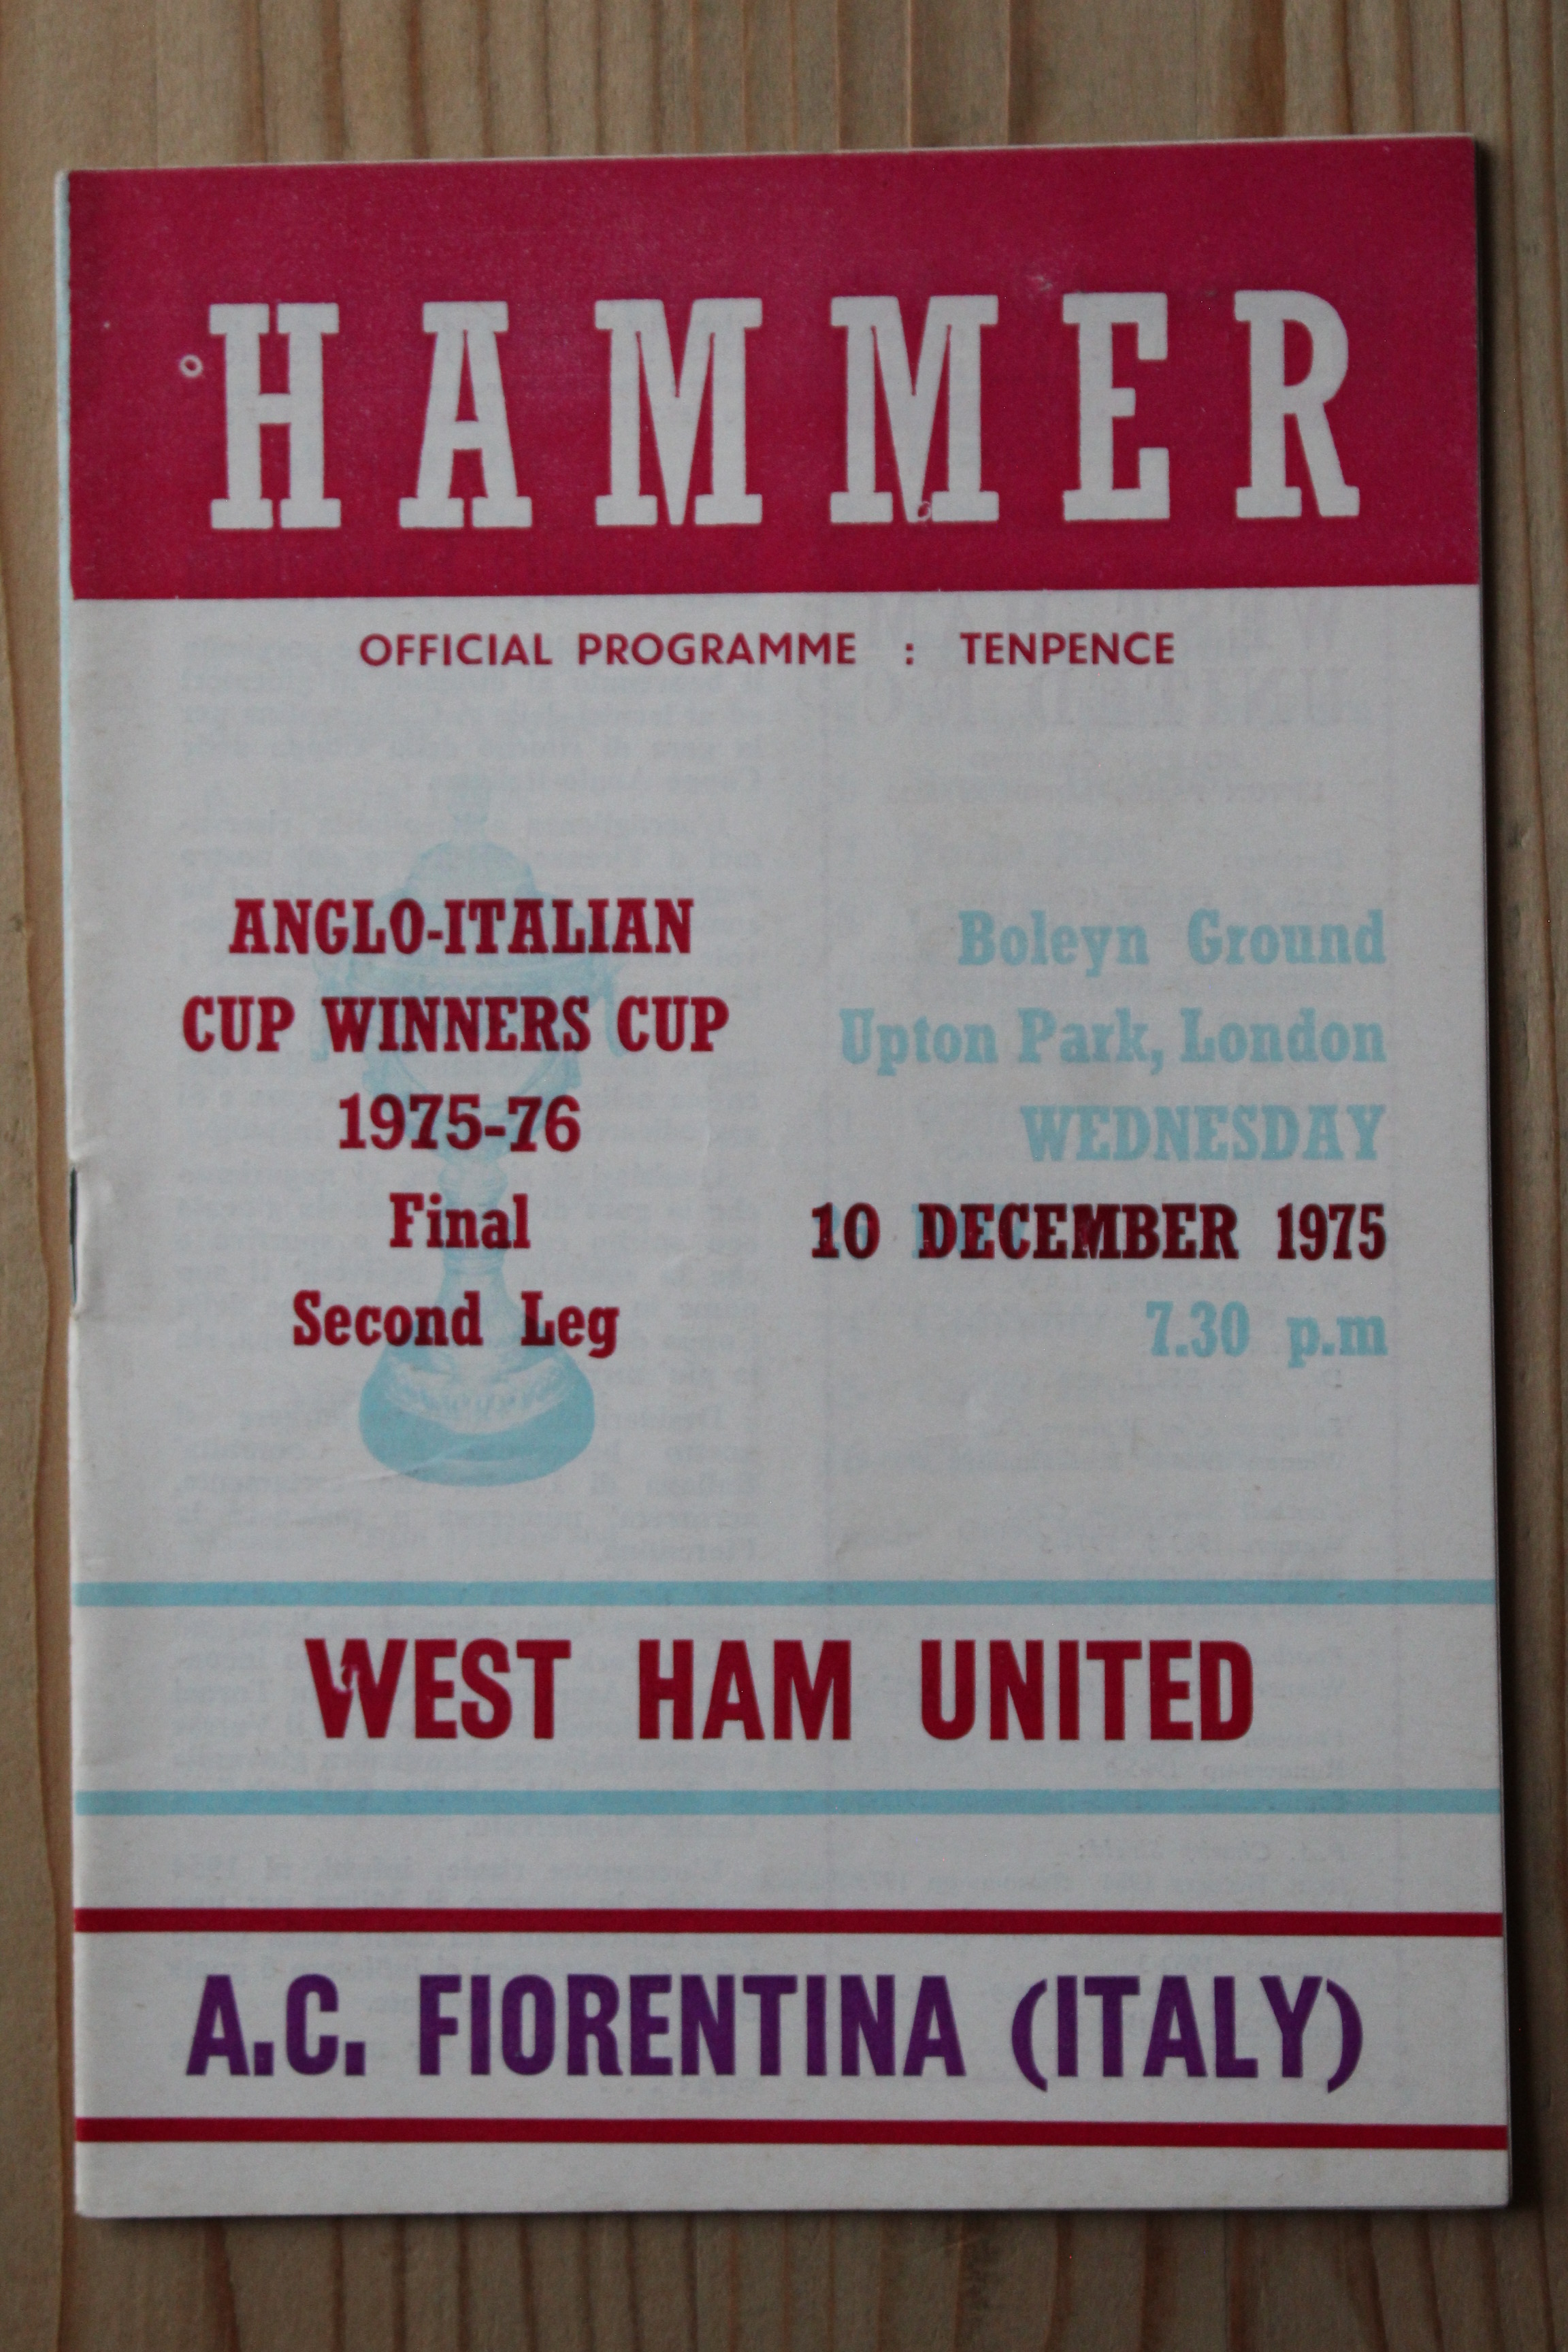 HAMMER
OFFICIAL PROGRAMME : TENPENCE
ANGLO-ITALIAN
CUP WINNERS CUP
1975-76
Final
Second Leg
Boleyn Ground
Upton Park, London
WEDNESDAY
10 DECEMBER 1975
7.30 p.m
WEST HAM UNITED
A.C. FIORENTINA (ITALY)